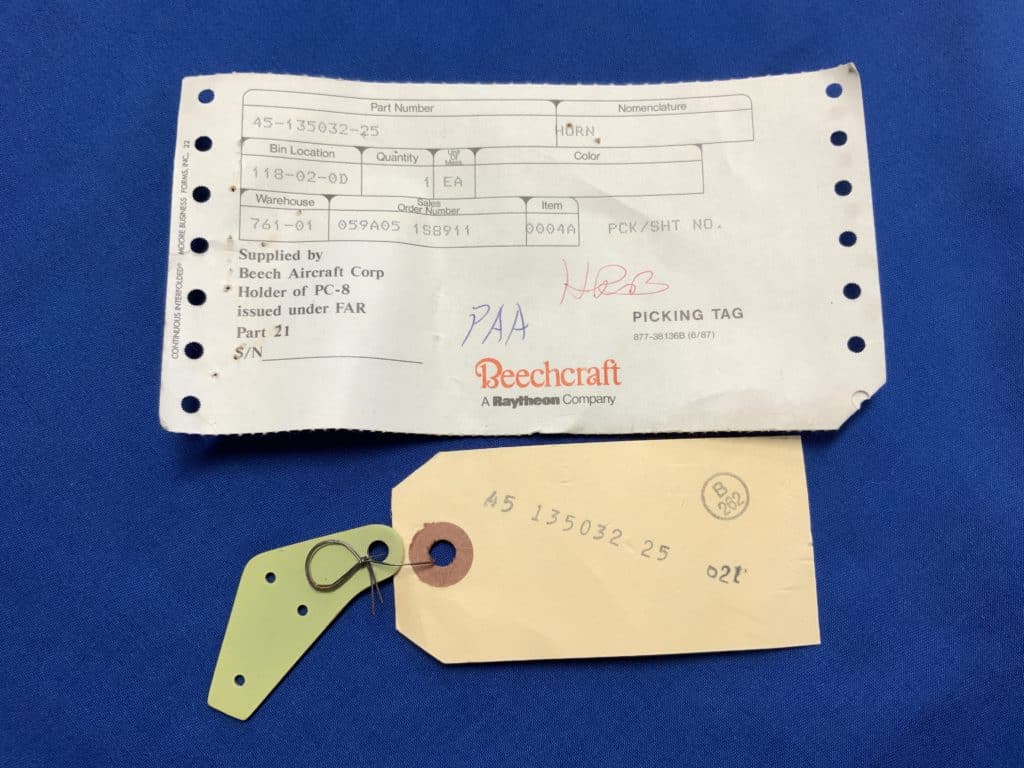 Part Number
Nomenclature
45-135032-25
HORN
Bin Location
Quantity
Unit Of Meas.
Color
118-02-0D
1
EA
Warehouse
Sales Order Number
Item
761-01
059A05 1S8911
0004A
PCK/SHT NO.
Supplied by
Beech Aircraft Corp
Holder of PC-8
issued under FAR
Part 21
S/N
PAA
PICKING TAG
877-38136B (6/87)
Beechcraft
A Raytheon Company
CONTINUOUS INTERFOLDED® MOORE BUSINESS FORMS, INC., 22
A5 135032 25
B
262
021